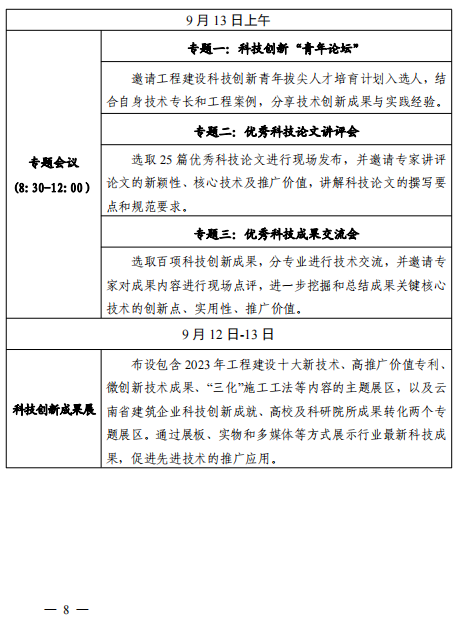 9 月 13 日上午
专题会议
（8：30-12：00）
专题一：科技创新“青年论坛”
邀请工程建设科技创新青年拔尖人才培育计划入选人，结
合自身技术专长和工程案例，分享技术创新成果与实践经验。
专题二：优秀科技论文讲评会
选取 25 篇优秀科技论文进行现场发布，并邀请专家讲评
论文的新颖性、核心技术及推广价值，讲解科技论文的撰写要
点和规范要求。
专题三：优秀科技成果交流会
选取百项科技创新成果，分专业进行技术交流，并邀请专
家对成果内容进行现场点评，进一步挖掘和总结成果关键核心
技术的创新点、实用性、推广价值。
9 月 12 日-13 日
科技创新成果展
布设包含 2023 年工程建设十大新技术、高推广价值专利、
微创新技术成果、“三化”施工工法等内容的主题展区，以及云
南省建筑企业科技创新成就、高校及科研院所成果转化两个专
题展区。通过展板、实物和多媒体等方式展示行业最新科技成
果，促进先进技术的推广应用。
— 8 —